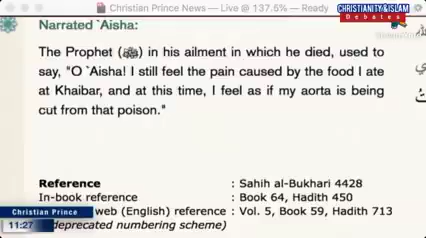 Christian Prince News — Live @ 137.5% — Ready
CHRISTIANITY&ISLAM
Debates
Narrated `Aisha:
The Prophet (ﷺ) in his ailment in which he died, used to
say, "O `Aisha! I still feel the pain caused by the food I ate
at Khaibar, and at this time, I feel as if my aorta is being
cut from that poison."
Reference : Sahih al-Bukhari 4428
In-book reference : Book 64, Hadith 450
web (English) reference : Vol. 5, Book 59, Hadith 713
deprecated numbering scheme)
Christian Prince
11:27